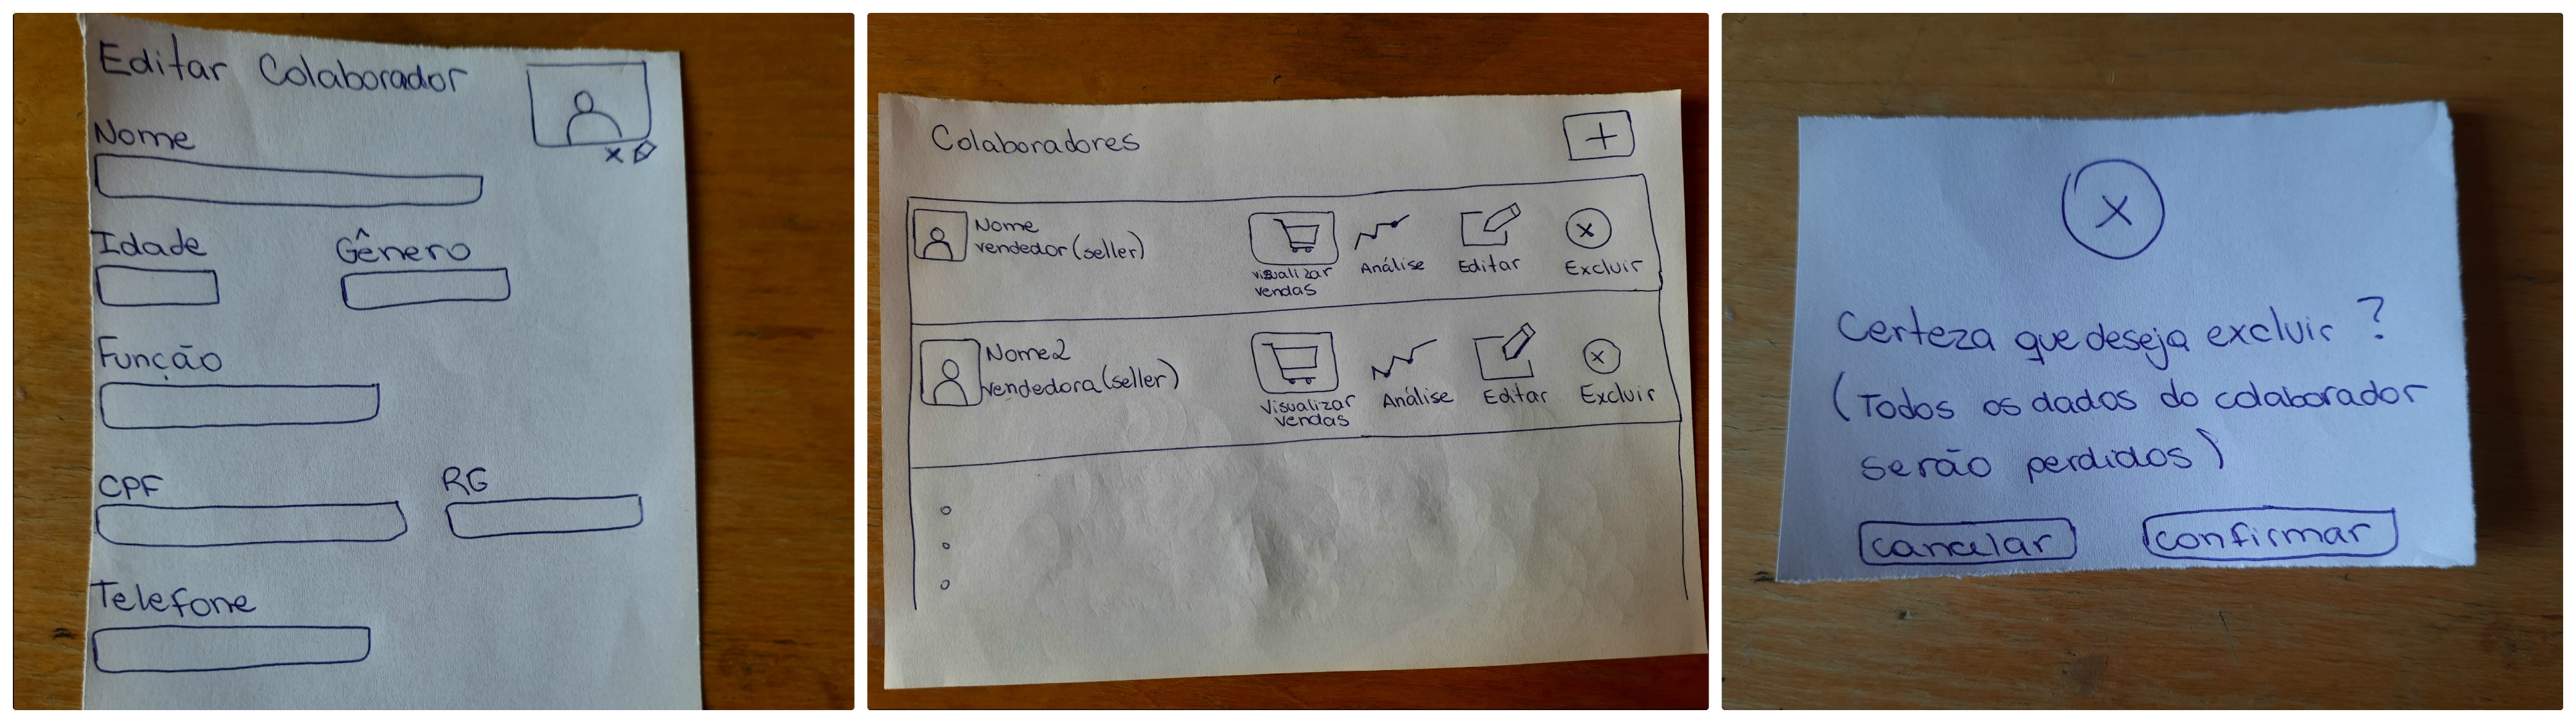 Editar Colaborador
Nome
Idade Gênero
Função
CPF RG
Telefone
Colaboradores
+
Nome
vendedor (seller)
visualizar vendas
Análise
Editar
Excluir
Nome2
vendedora (seller)
Visualizar vendas
Análise
Editar
Excluir
x
Certeza que deseja excluir?
(Todos os dados do colaborador
serão perdidos)
cancelar confirmar